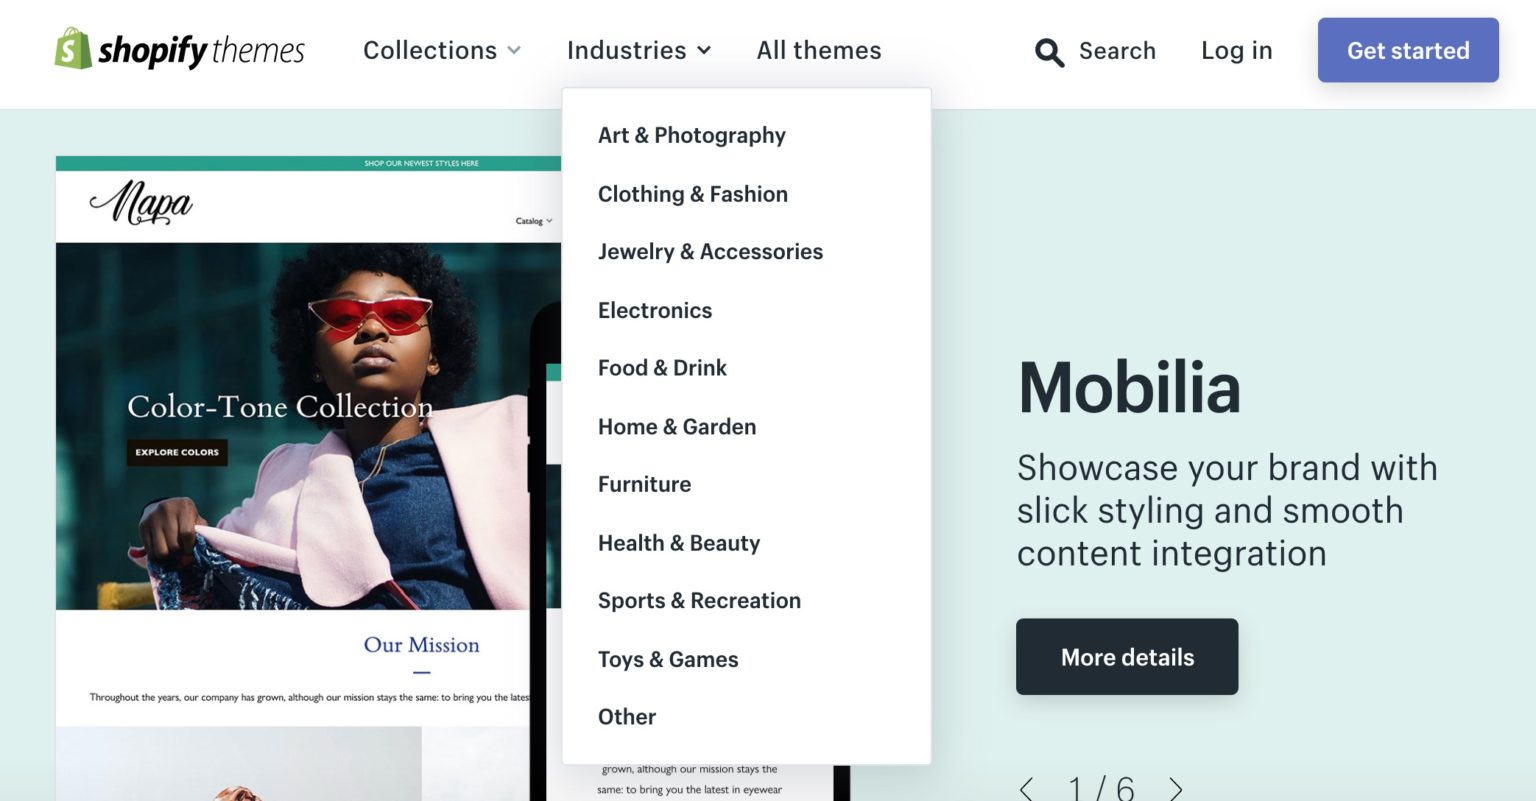 shopify themes
Collections
Industries
All themes
Search
Log in
Get started
Art & Photography
Clothing & Fashion
Jewelry & Accessories
Electronics
Food & Drink
Home & Garden
Furniture
Health & Beauty
Sports & Recreation
Toys & Games
Other
SHOP OUR NEWEST STYLES HERE
Napa
Catalog
Color-Tone Collection
EXPLORE COLORS
Our Mission
Throughout the years, our company has grown, although our mission stays the same: to bring you the latest
grown, although our mission stays the
same: to bring you the latest in eyewear
Mobilia
Showcase your brand with
slick styling and smooth
content integration
More details
1 / 6